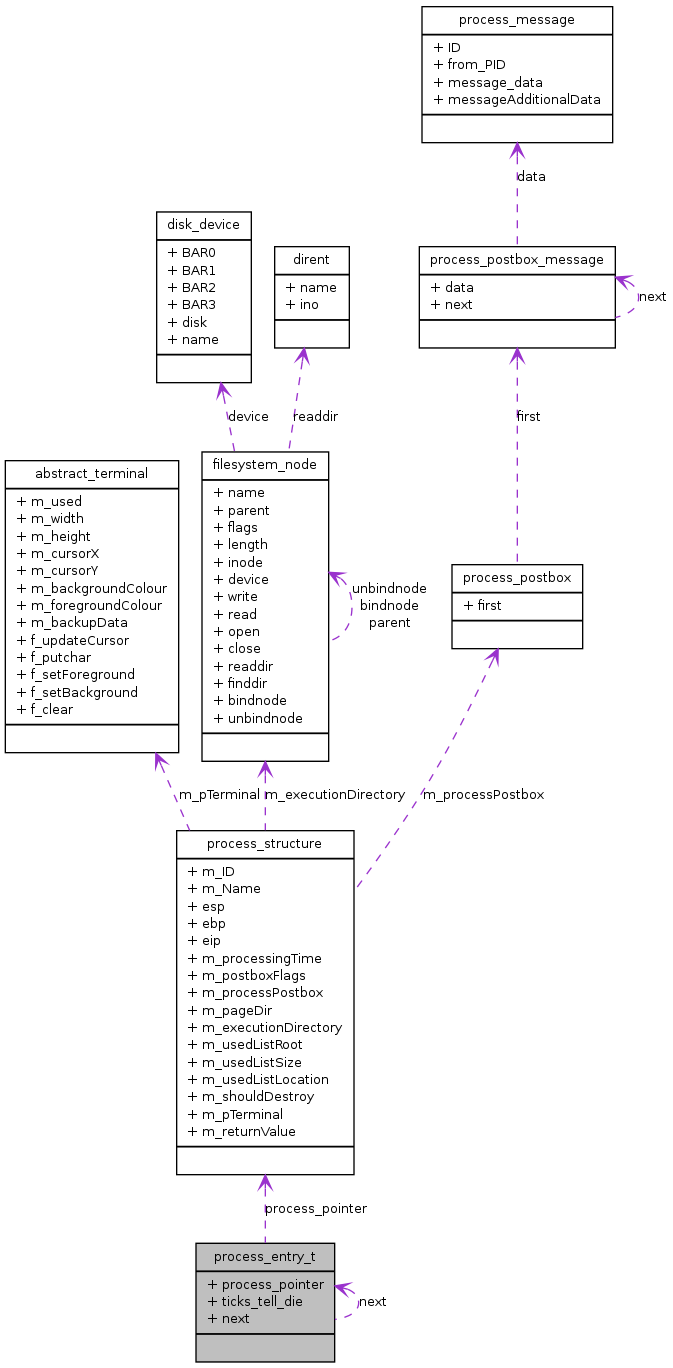 process_message
+ ID
+ from_PID
+ message_data
+ messageAdditionalData
data
disk_device
+ BAR0
+ BAR1
+ BAR2
+ BAR3
+ disk
+ name
dirent
+ name
+ ino
process_postbox_message
+ data
+ next
next
device
readdir
first
abstract_terminal
+ m_used
+ m_width
+ m_height
+ m_cursorX
+ m_cursorY
+ m_backgroundColour
+ m_foregroundColour
+ m_backupData
+ f_updateCursor
+ f_putchar
+ f_setForeground
+ f_setBackground
+ f_clear
filesystem_node
+ name
+ parent
+ flags
+ length
+ inode
+ device
+ write
+ read
+ open
+ close
+ readdir
+ finddir
+ bindnode
+ unbindnode
unbindnode
bindnode
parent
process_postbox
+ first
m_pTerminal
m_executionDirectory
m_processPostbox
process_structure
+ m_ID
+ m_Name
+ esp
+ ebp
+ eip
+ m_processingTime
+ m_postboxFlags
+ m_processPostbox
+ m_pageDir
+ m_executionDirectory
+ m_usedListRoot
+ m_usedListSize
+ m_usedListLocation
+ m_shouldDestroy
+ m_pTerminal
+ m_returnValue
process_pointer
process_entry_t
+ process_pointer
+ ticks_tell_die
+ next
next